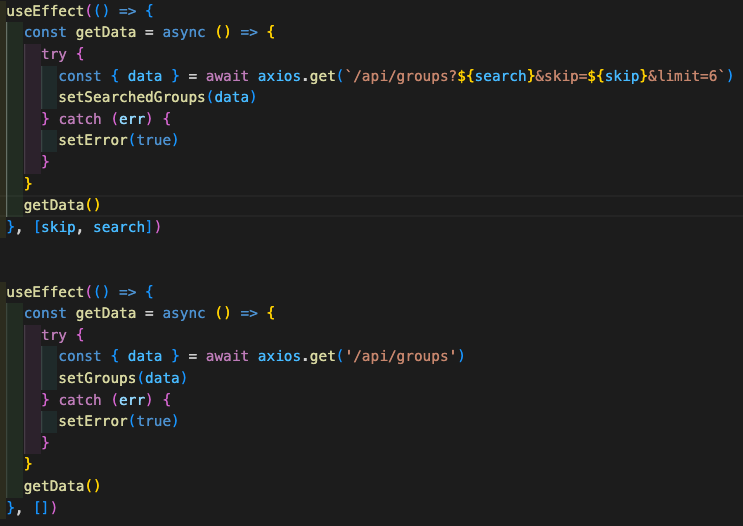 useEffect(() => {
const getData = async () => {
try {
const { data } = await axios.get(`/api/groups?${search}&skip=${skip}&limit=6`)
setSearchedGroups(data)
} catch (err) {
setError(true)
}
}
getData()
}, [skip, search])
useEffect(() => {
const getData = async () => {
try {
const { data } = await axios.get('/api/groups')
setGroups(data)
} catch (err) {
setError(true)
}
}
getData()
}, [])